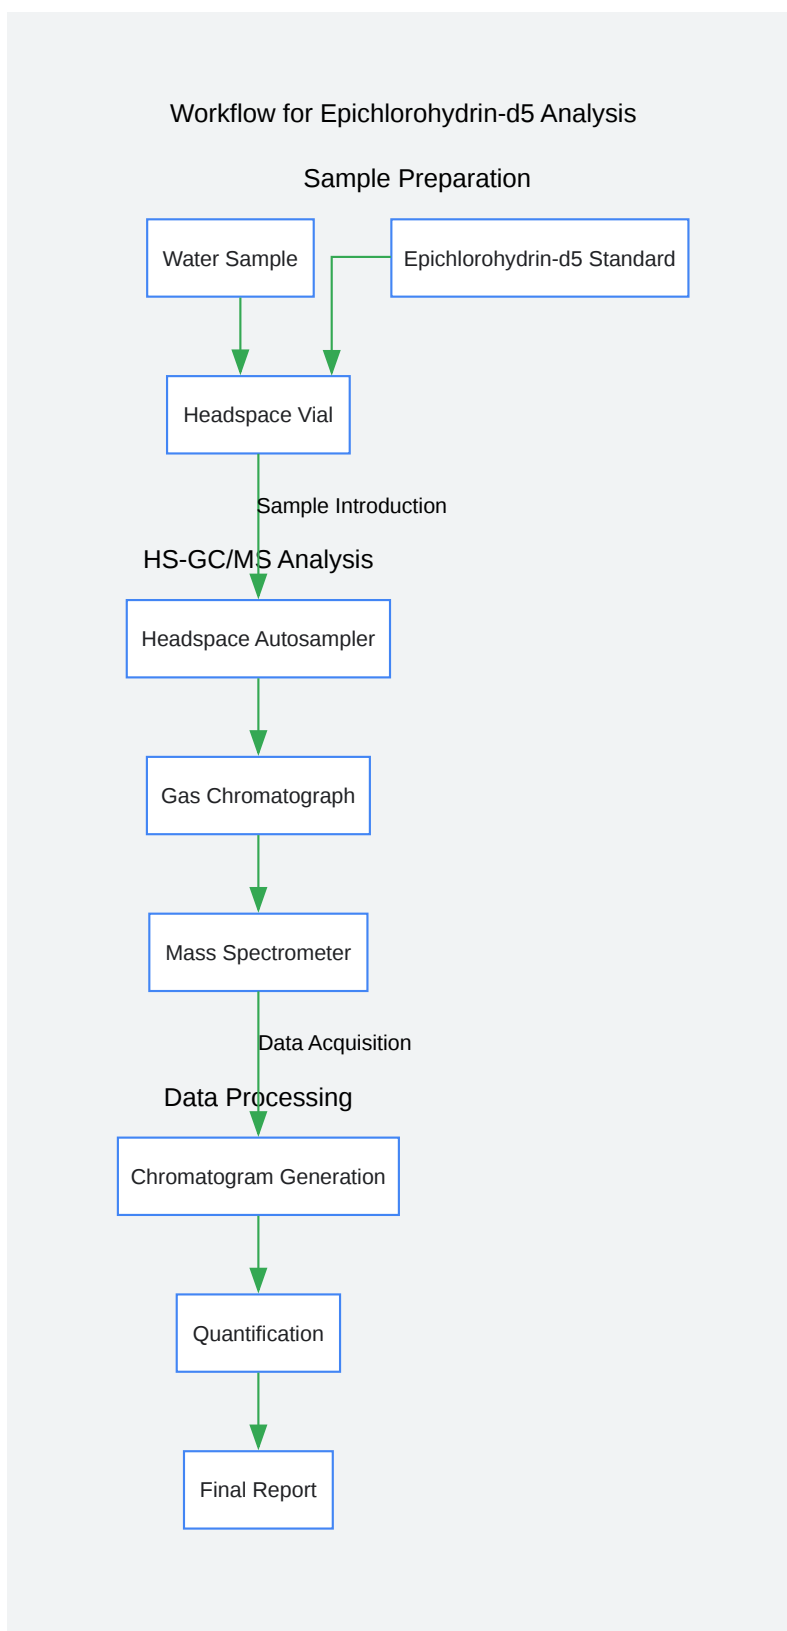 Workflow for Epichlorohydrin-d5 Analysis
Sample Preparation
Water Sample
Epichlorohydrin-d5 Standard
Headspace Vial
Sample Introduction
HS-GC/MS Analysis
Headspace Autosampler
Gas Chromatograph
Mass Spectrometer
Data Acquisition
Data Processing
Chromatogram Generation
Quantification
Final Report